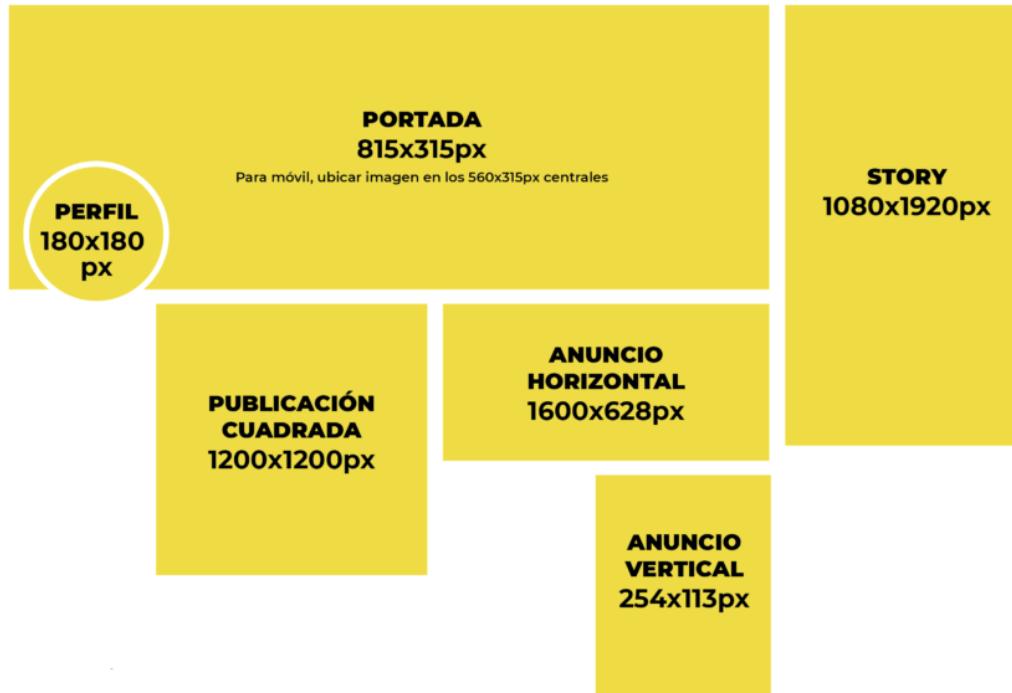 PORTADA
815x315px
Para móvil, ubicar imagen en los 560x315px centrales
PERFIL
180x180
px
STORY
1080x1920px
PUBLICACIÓN
CUADRADA
1200x1200px
ANUNCIO
HORIZONTAL
1600x628px
ANUNCIO
VERTICAL
254x113px